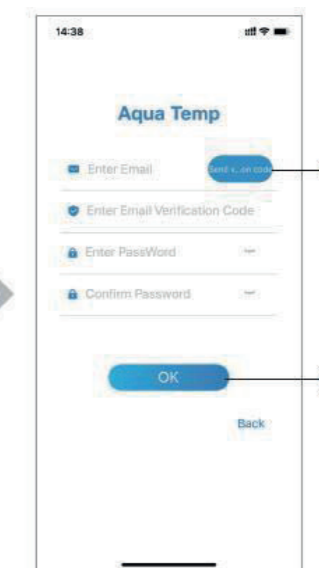 14:38
Aqua Temp
Enter Email
Enter Email Verification Code
Enter PassWord
Confirm Password
OK
Back